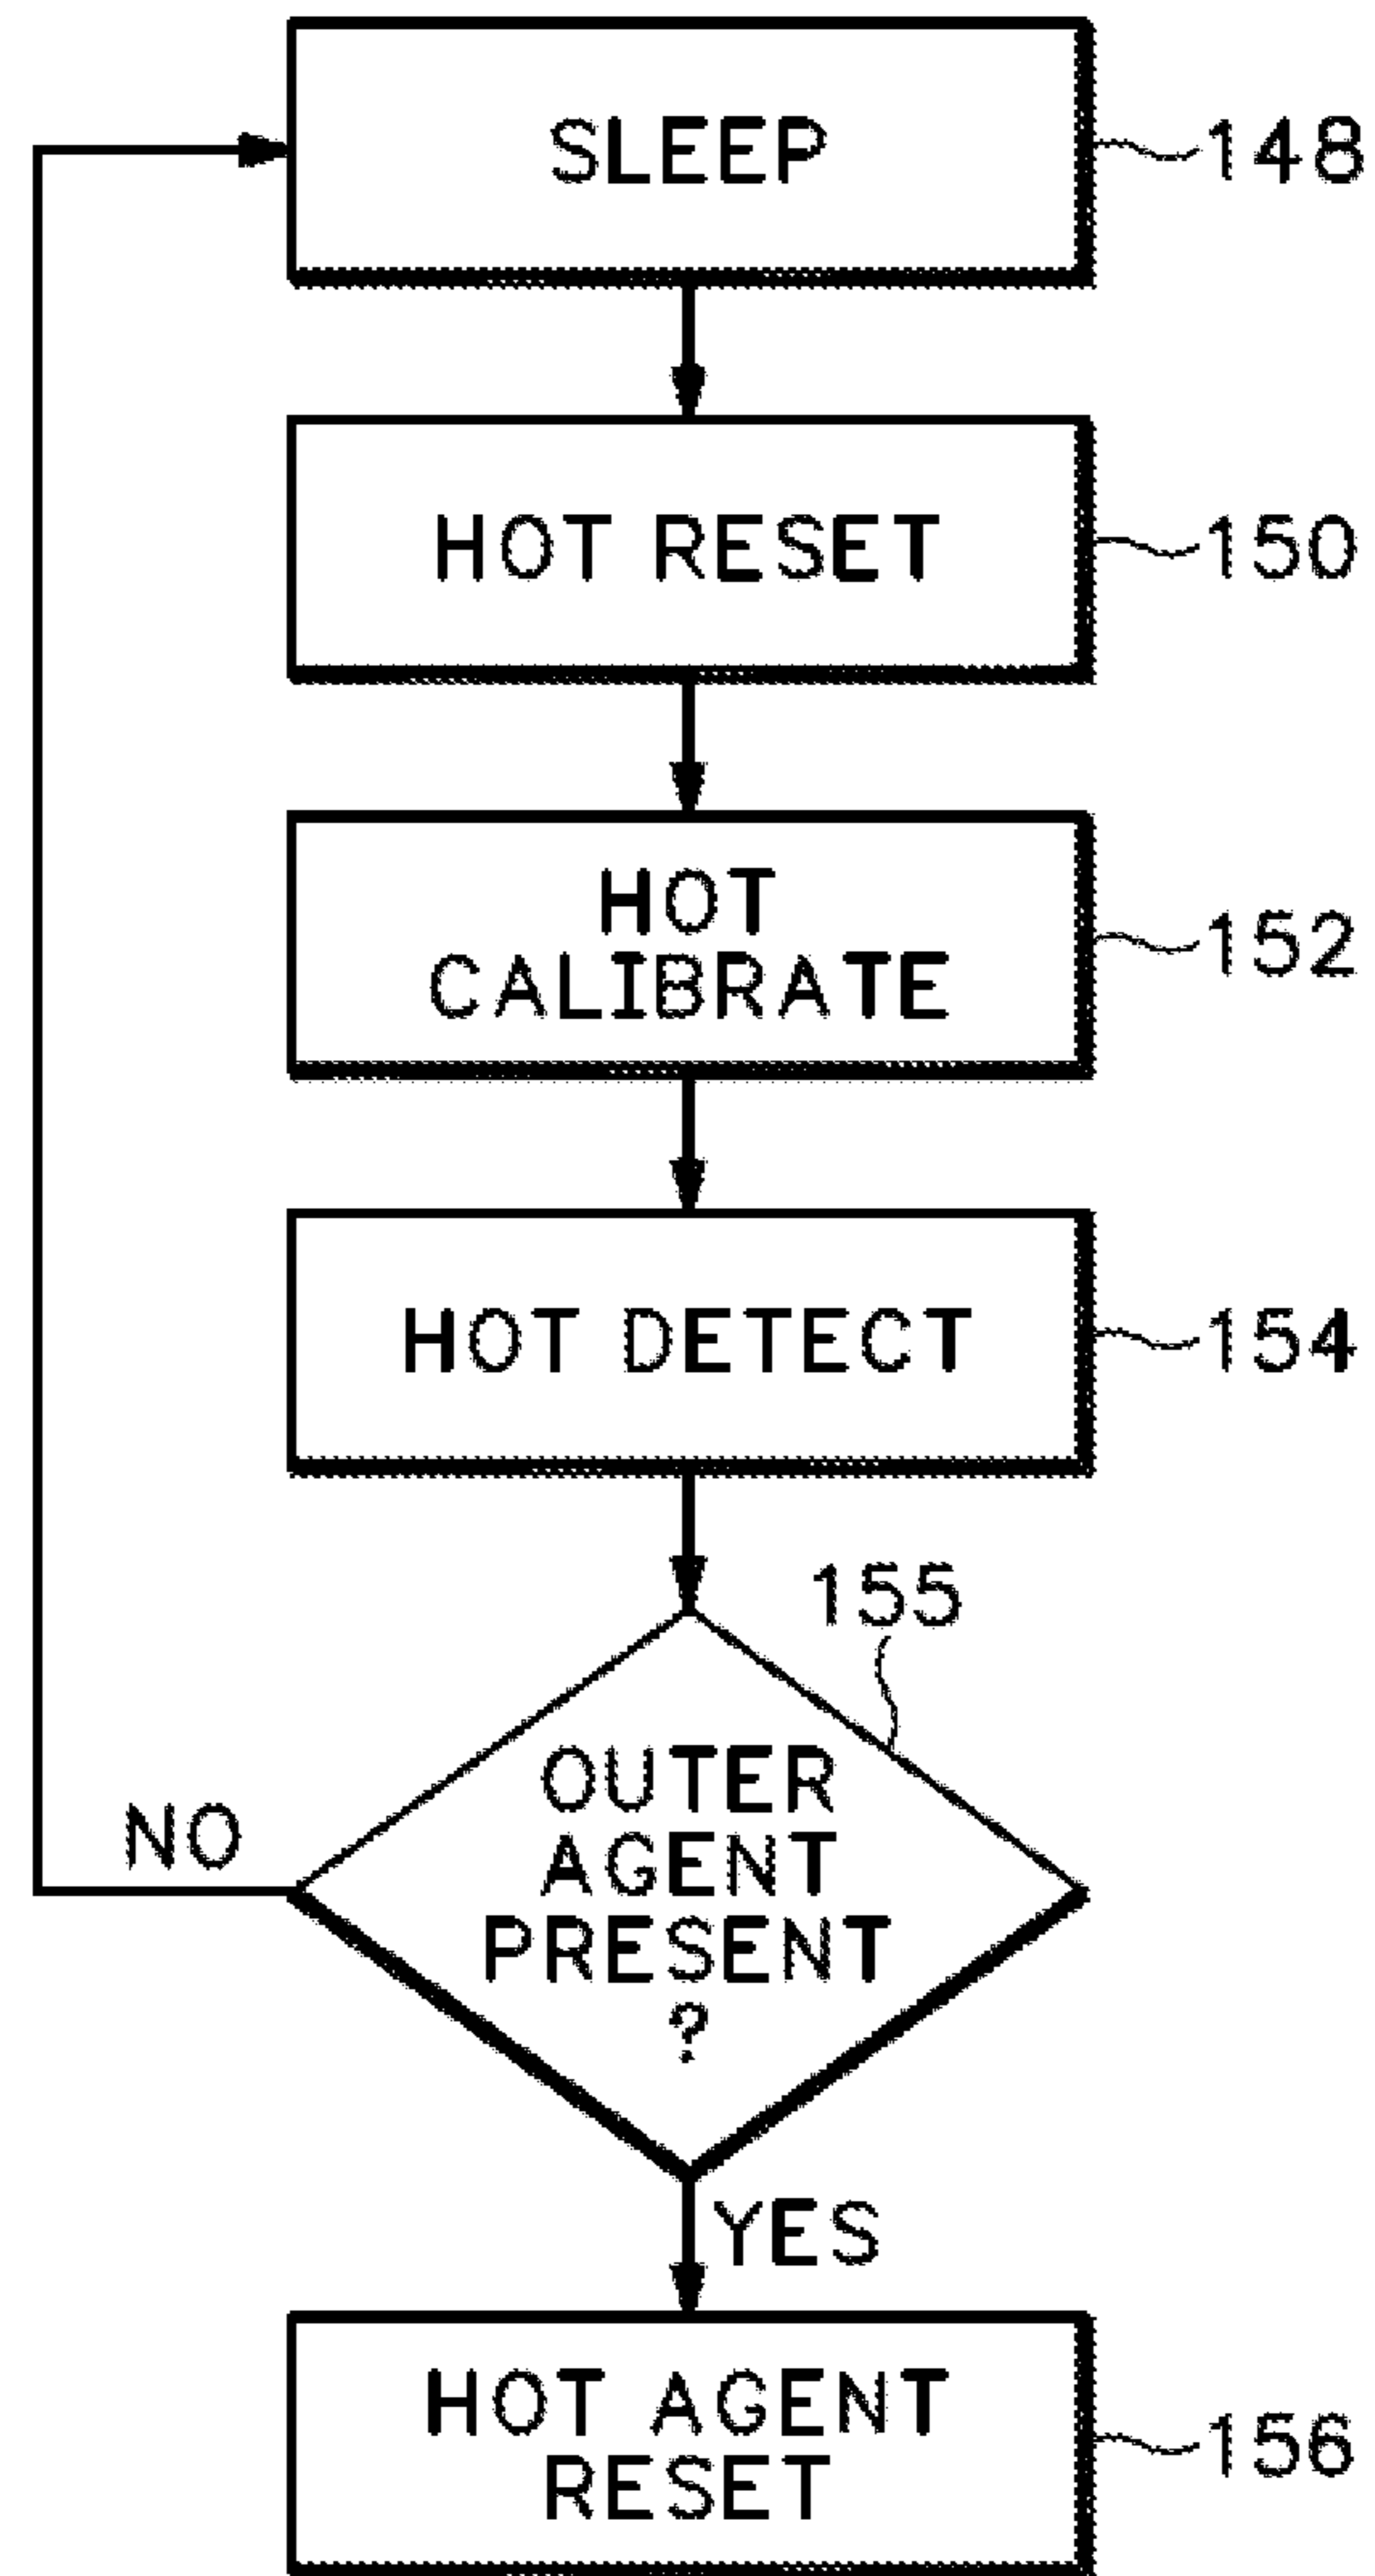 SLEEP
148
HOT RESET
150
HOT
CALIBRATE
152
HOT DETECT
154
155
OUTER
AGENT
PRESENT
?
NO
YES
HOT AGENT
RESET
156